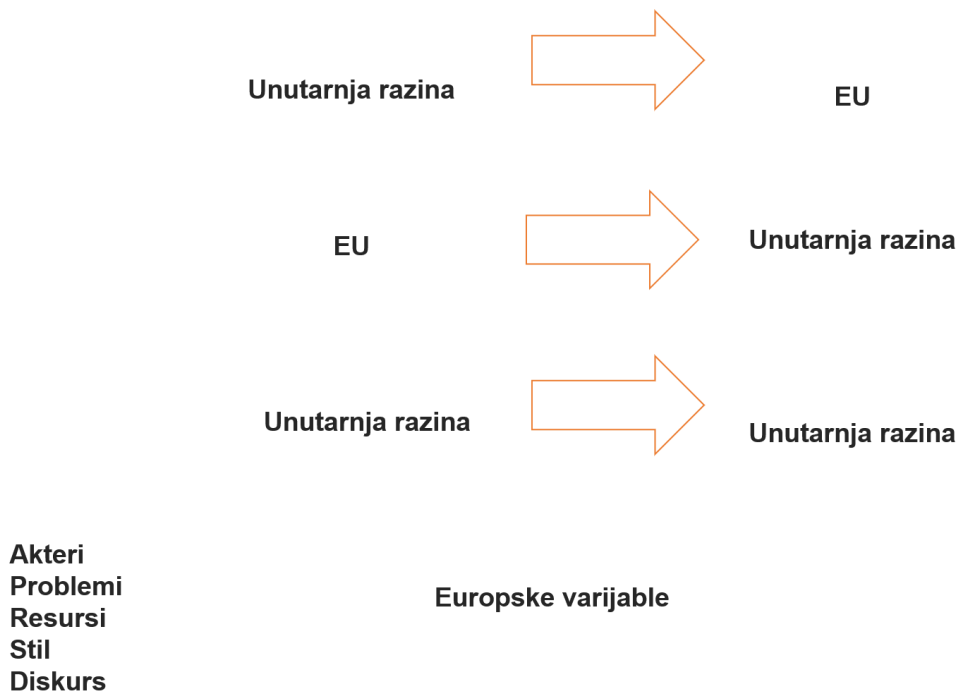 Unutarnja razina
EU
EU
Unutarnja razina
Unutarnja razina
Unutarnja razina
Akteri
Problemi
Resursi
Stil
Diskurs
Europske varijable